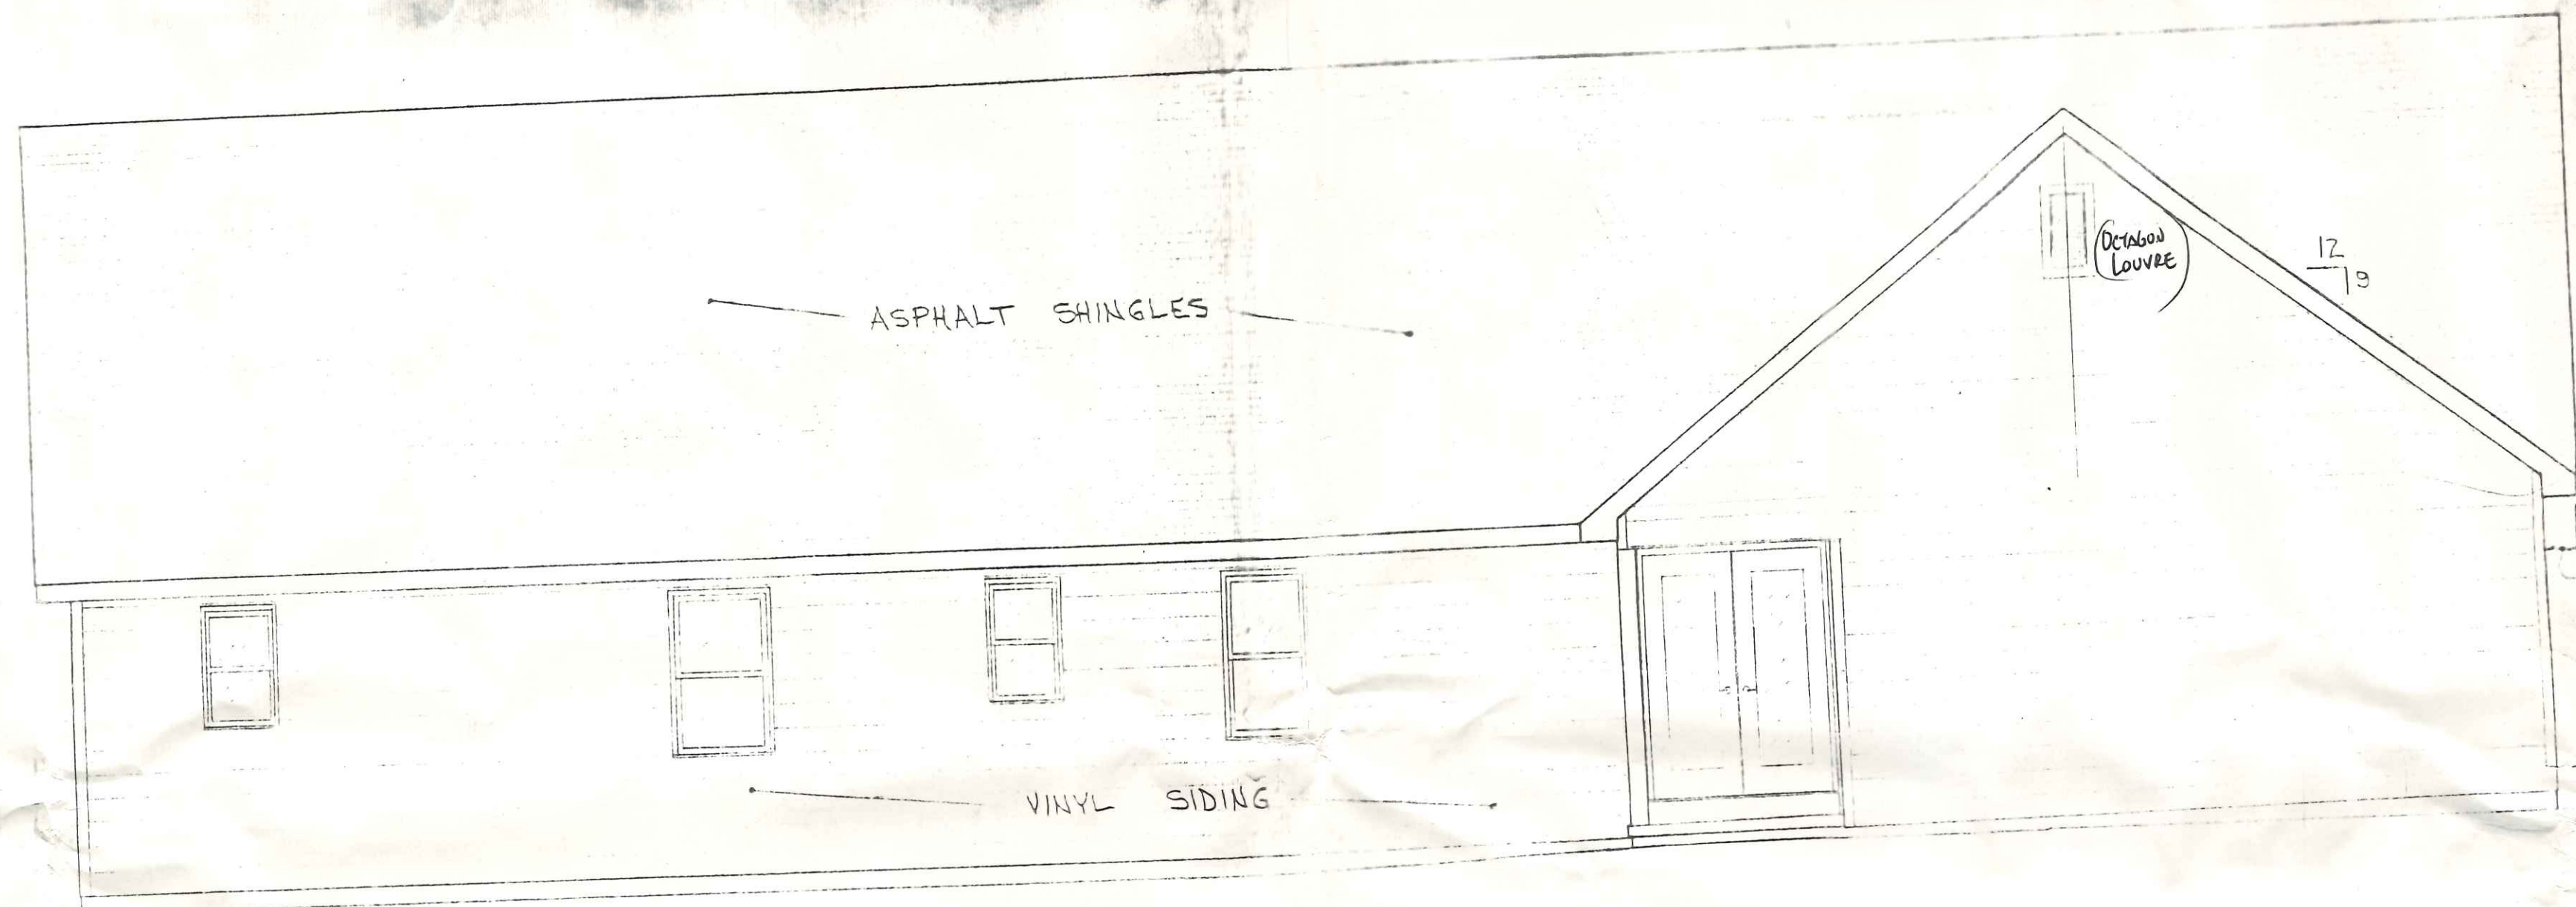 OCTAGON
LOUVRE
12
9
ASPHALT SHINGLES
VINYL SIDING